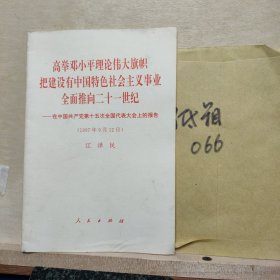 高举邓小平理论伟大旗帜
把建设有中国特色社会主义事业
全面推向二十一世纪
——在中国共产党第十五次全国代表大会上的报告
(1997年9月12日)
江泽民
人民出版社
066